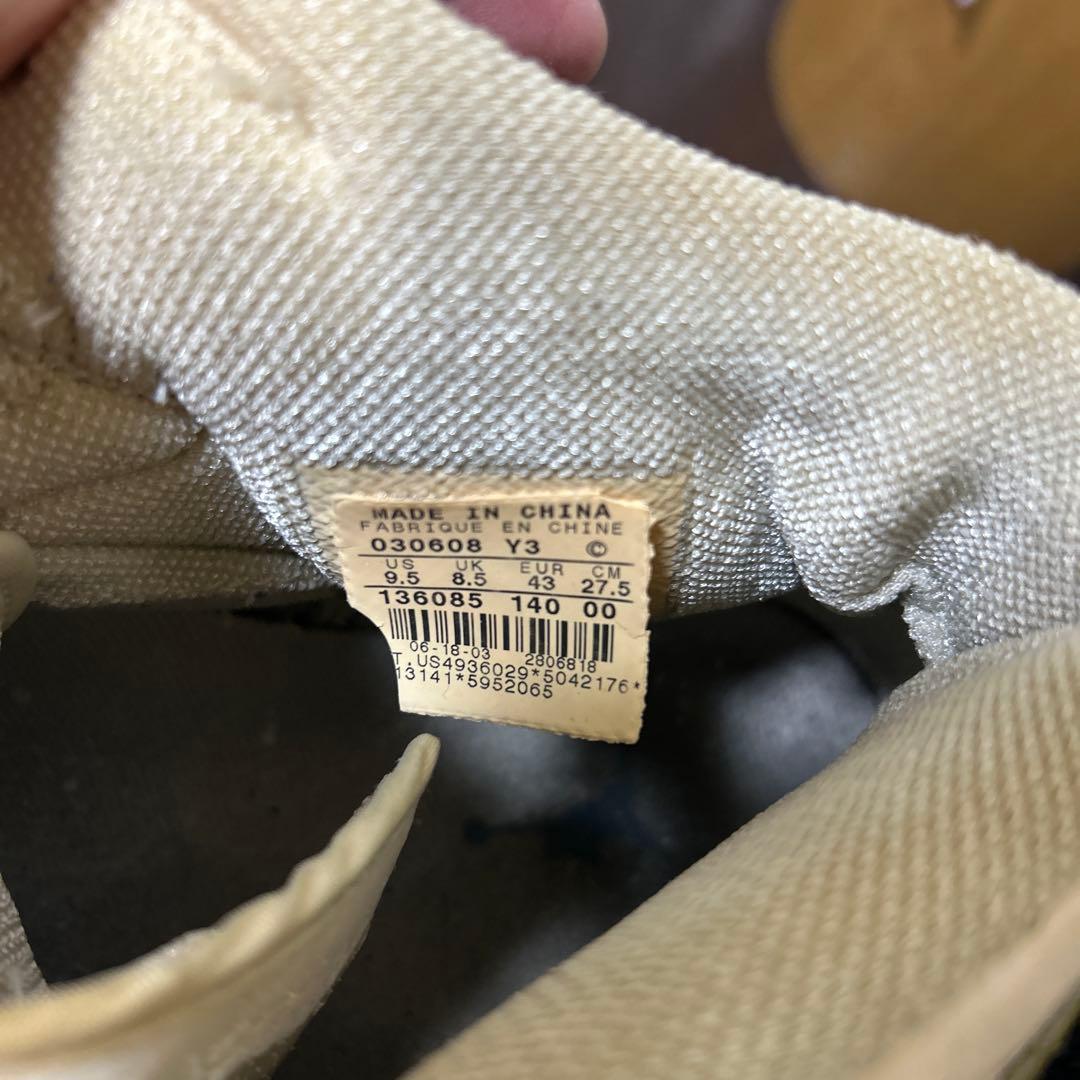 MADE IN CHINA
FABRIQUE EN CHINE
030608 Y3 ©
US UK EUR CM
9.5 8.5 43 27.5
136085 140 00
06-18-03 2806818
T.US4936029*5042176*
13141*5952065